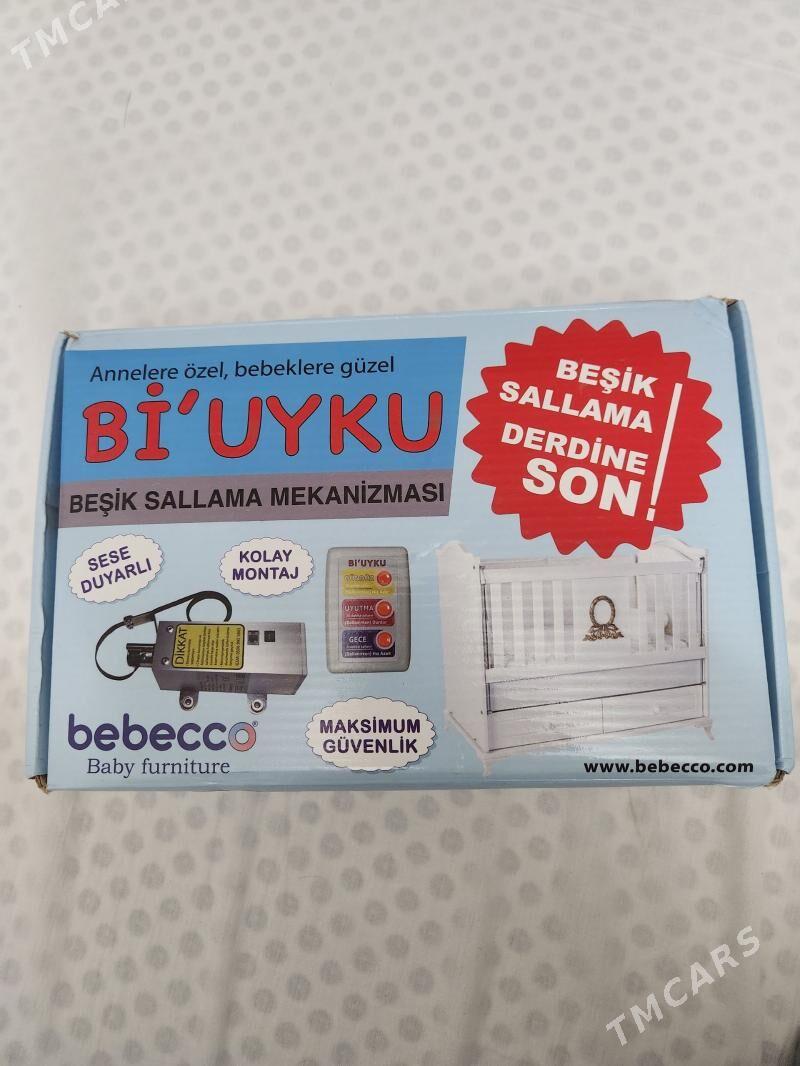 TMCARS
Annelere özel, bebeklere güzel
Bİ'UYKU
BEŞİK SALLAMA MEKANİZMASI
BEŞİK
SALLAMA
DERDİNE
SON!
SESE
DUYARLI
KOLAY
MONTAJ
DİKKAT
Bİ'UYKU
GÜNDÜZ
UYUTMA
GECE
bebecco
Baby furniture
MAKSİMUM
GÜVENLİK
www.bebecco.com
TMCARS